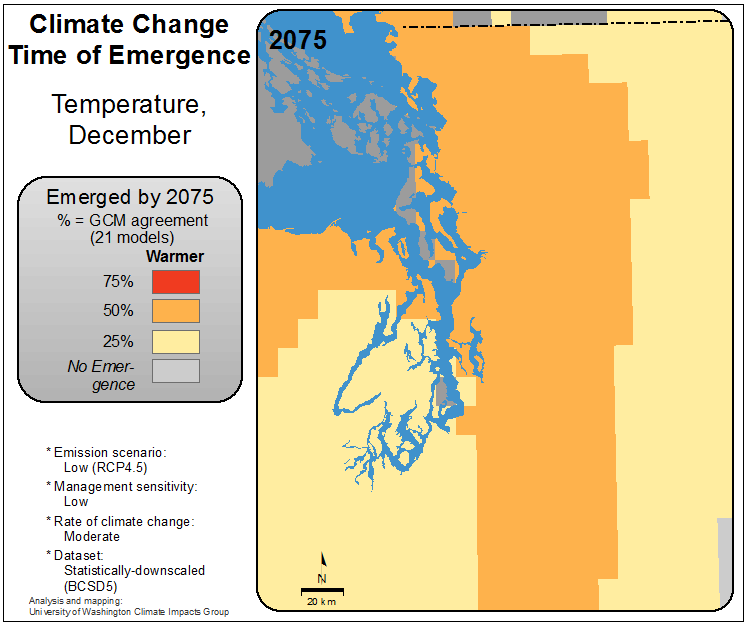 Climate Change
Time of Emergence
Temperature,
December
Emerged by 2075
% = GCM agreement
(21 models)
Warmer
75%
50%
25%
No Emer-
gence
* Emission scenario:
Low (RCP4.5)
* Management sensitivity:
Low
* Rate of climate change:
Moderate
* Dataset:
Statistically-downscaled
(BCSD5)
Analysis and mapping:
University of Washington Climate Impacts Group
2075
N
20 km